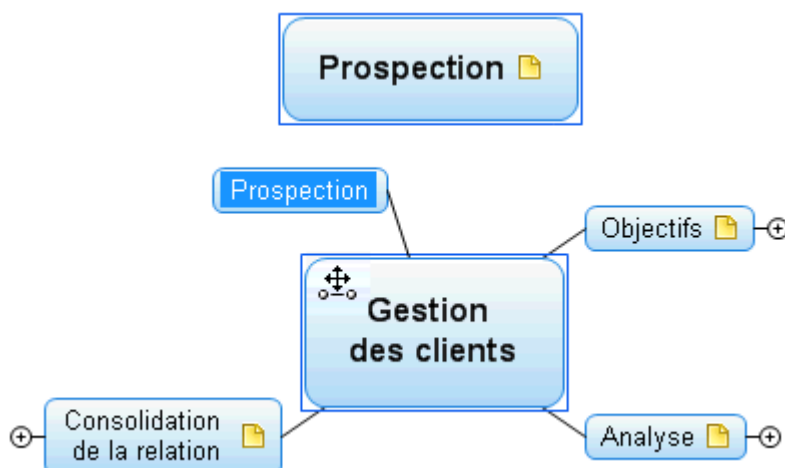 Prospection
Prospection
Objectifs
Gestion
des clients
Consolidation
de la relation
Analyse